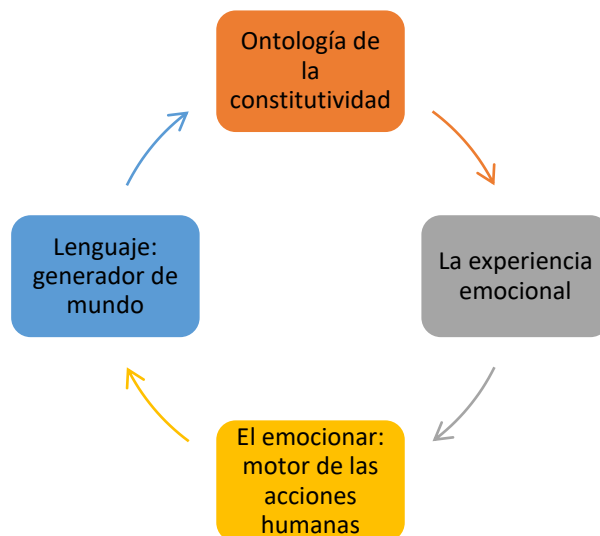 Ontología de
la
constitutividad
La experiencia
emocional
El emocionar:
motor de las
acciones
humanas
Lenguaje:
generador de
mundo